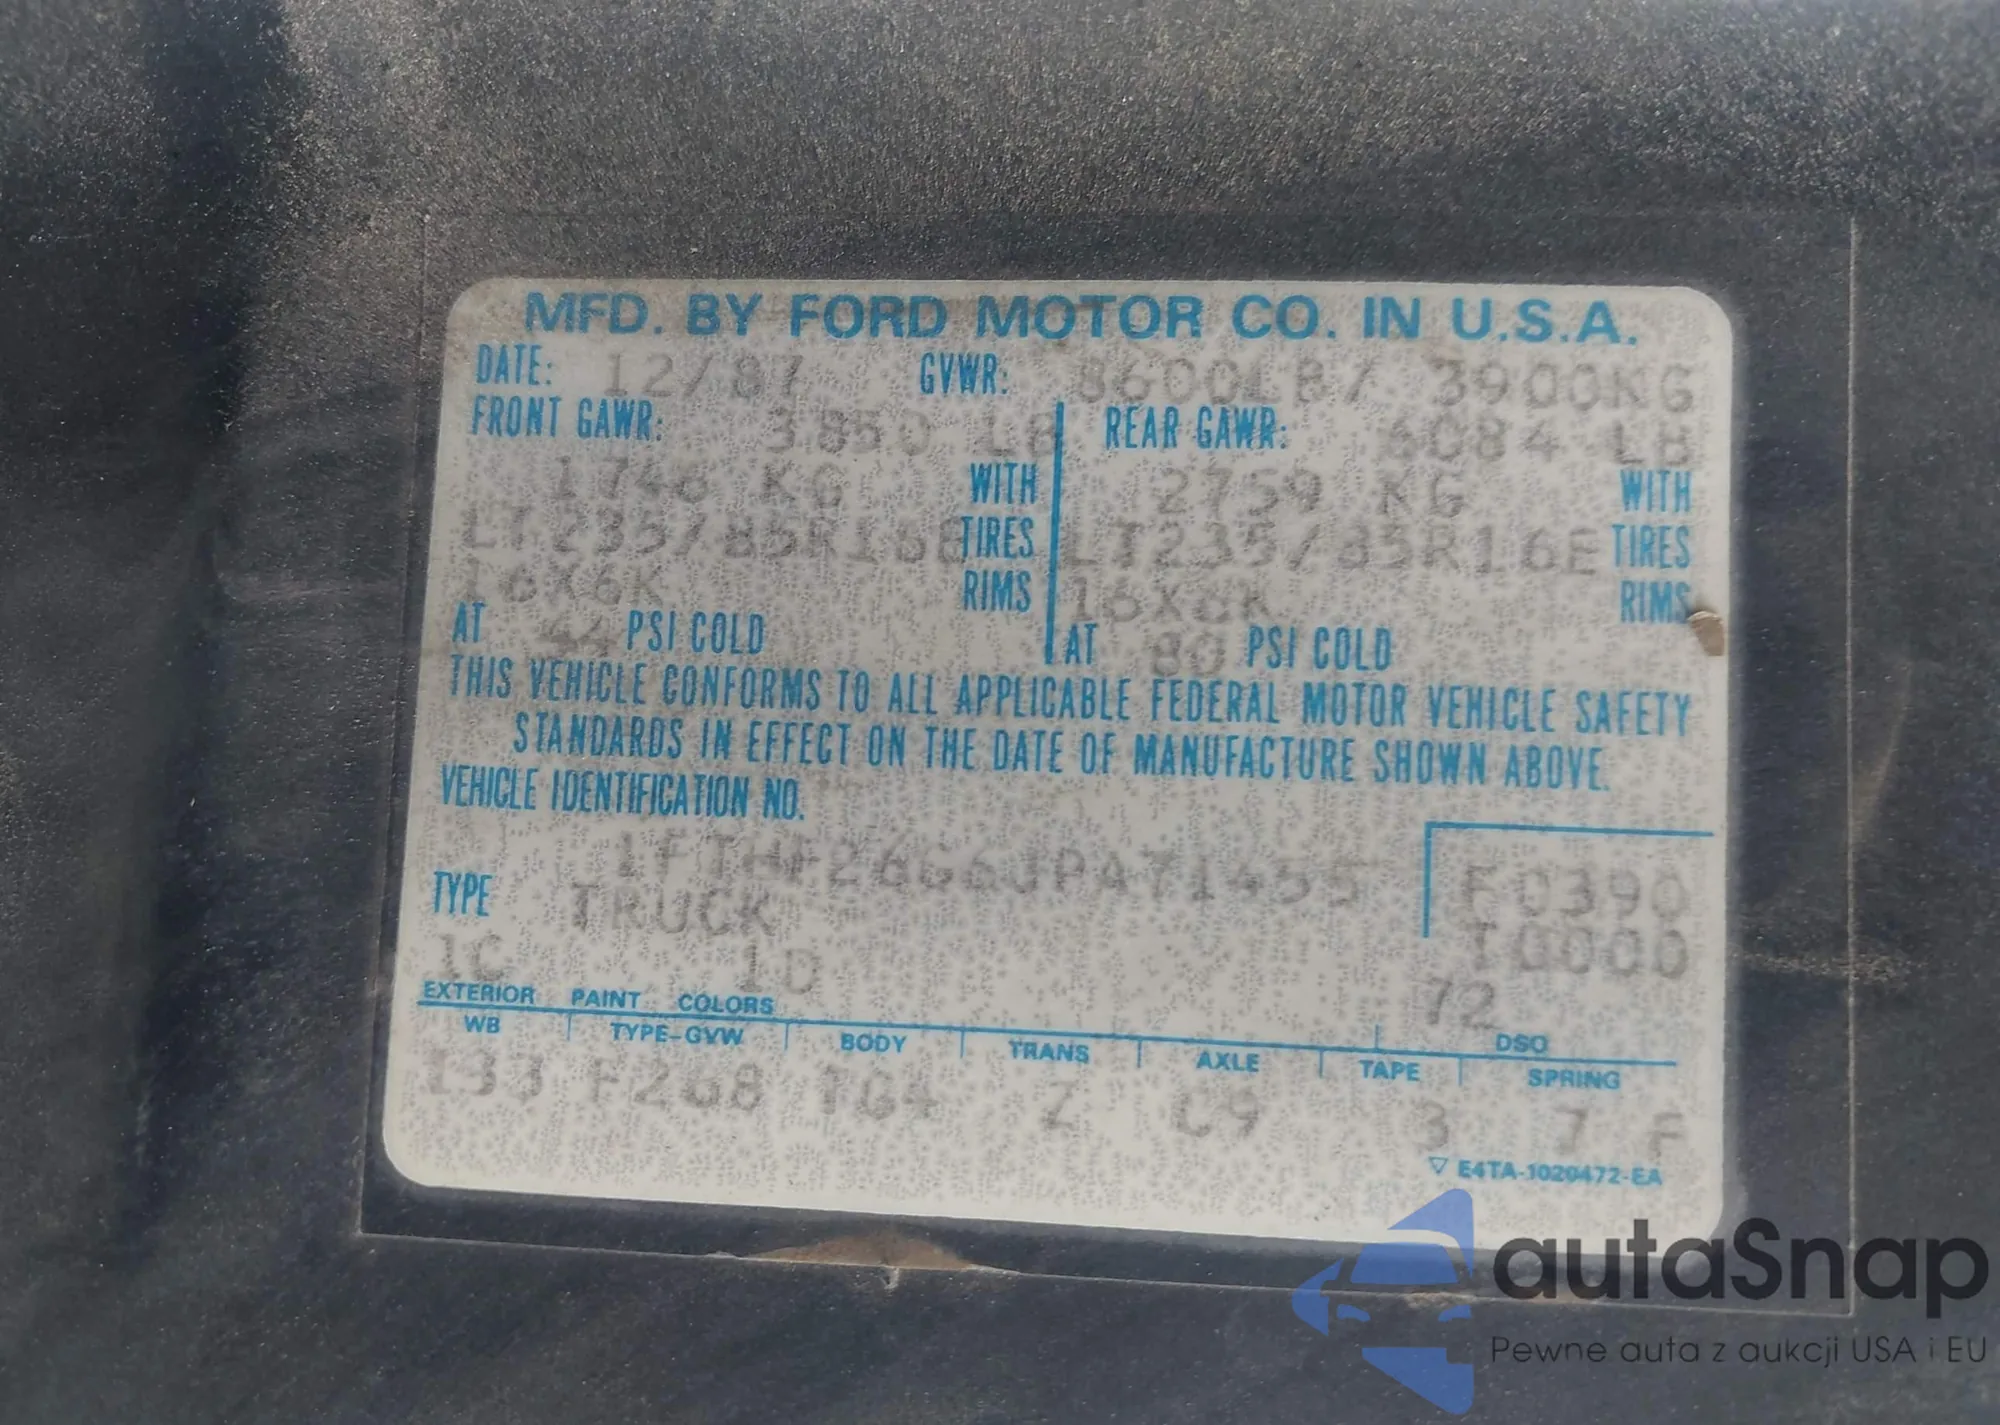 MFD. BY FORD MOTOR CO. IN U.S.A.
DATE: 12/87 GVWR: 8600LB/ 3900KG
FRONT GAWR: 3850 LB REAR GAWR: 6084 LB
1746 KG WITH 2759 KG WITH
LT235/85R16E TIRES LT235/85R16E TIRES
16X6K RIMS 16X6K RIMS
AT 44 PSI COLD AT 80 PSI COLD
THIS VEHICLE CONFORMS TO ALL APPLICABLE FEDERAL MOTOR VEHICLE SAFETY
STANDARDS IN EFFECT ON THE DATE OF MANUFACTURE SHOWN ABOVE.
VEHICLE IDENTIFICATION NO.
1FTHF26G6JPA71455
TYPE TRUCK F0390
1C 1D T0000
EXTERIOR PAINT COLORS 72 DSO
WB TYPE-GVW BODY TRANS AXLE TAPE SPRING
133 F268 TG4 Z C9 3 7 F
▽ E4TA-1020472-EA
autaSnap
Pewne auta z aukcji USA i EU